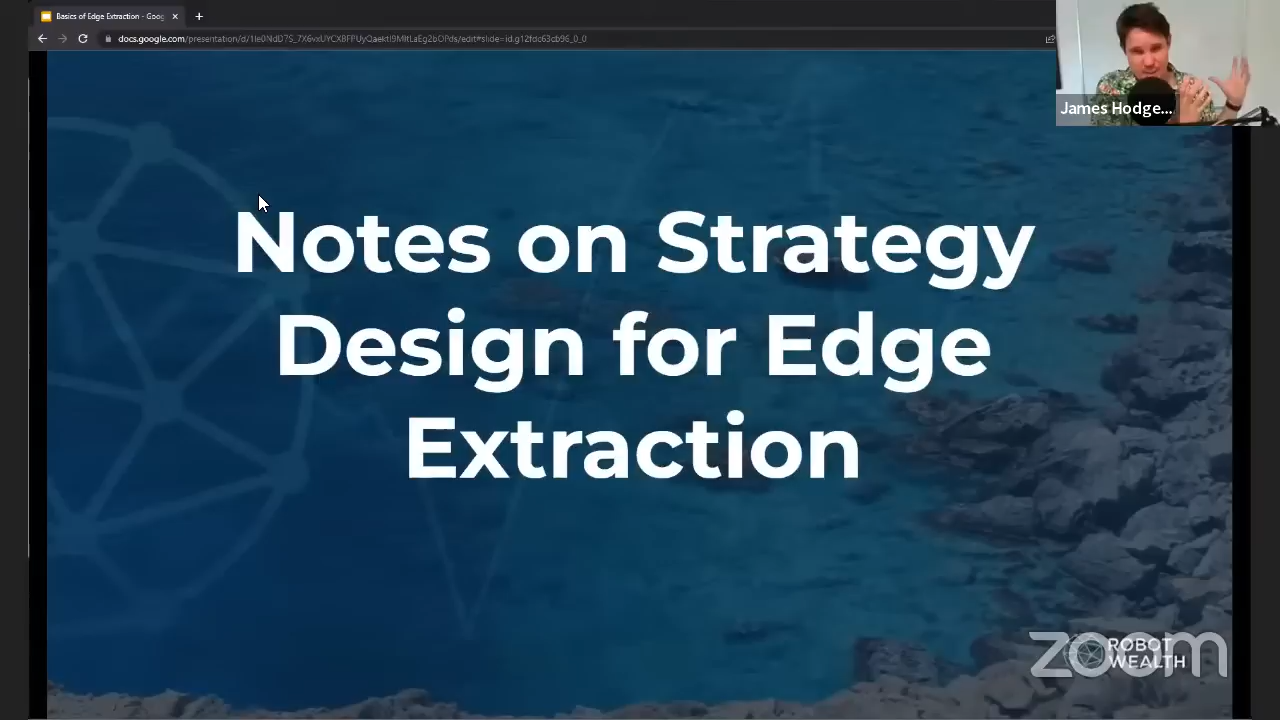 Basics of Edge Extraction - Goog
docs.google.com/presentation/d/
James Hodge...
Notes on Strategy
Design for Edge
Extraction
zoom
ROBOT
WEALTH